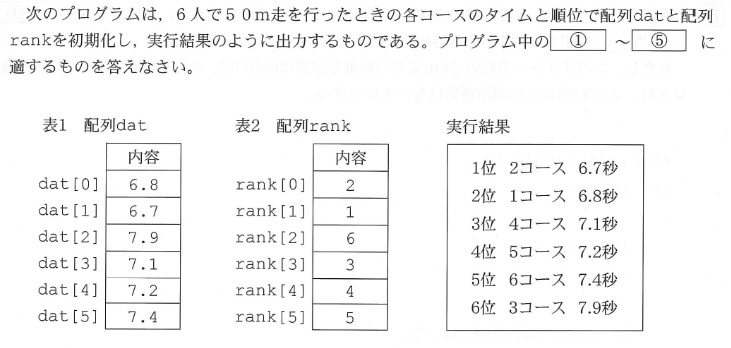 次のプログラムは，６人で５０ｍ走を行ったときの各コースのタイムと順位で配列datと配列
rankを初期化し，実行結果のように出力するものである。プログラム中の ① ～ ⑤ に
適するものを答えなさい。
表1 配列dat
内容
dat[0] 6.8
dat[1] 6.7
dat[2] 7.9
dat[3] 7.1
dat[4] 7.2
dat[5] 7.4
表2 配列rank
内容
rank[0] 2
rank[1] 1
rank[2] 6
rank[3] 3
rank[4] 4
rank[5] 5
実行結果
1位 2コース 6.7秒
2位 1コース 6.8秒
3位 4コース 7.1秒
4位 5コース 7.2秒
5位 6コース 7.4秒
6位 3コース 7.9秒